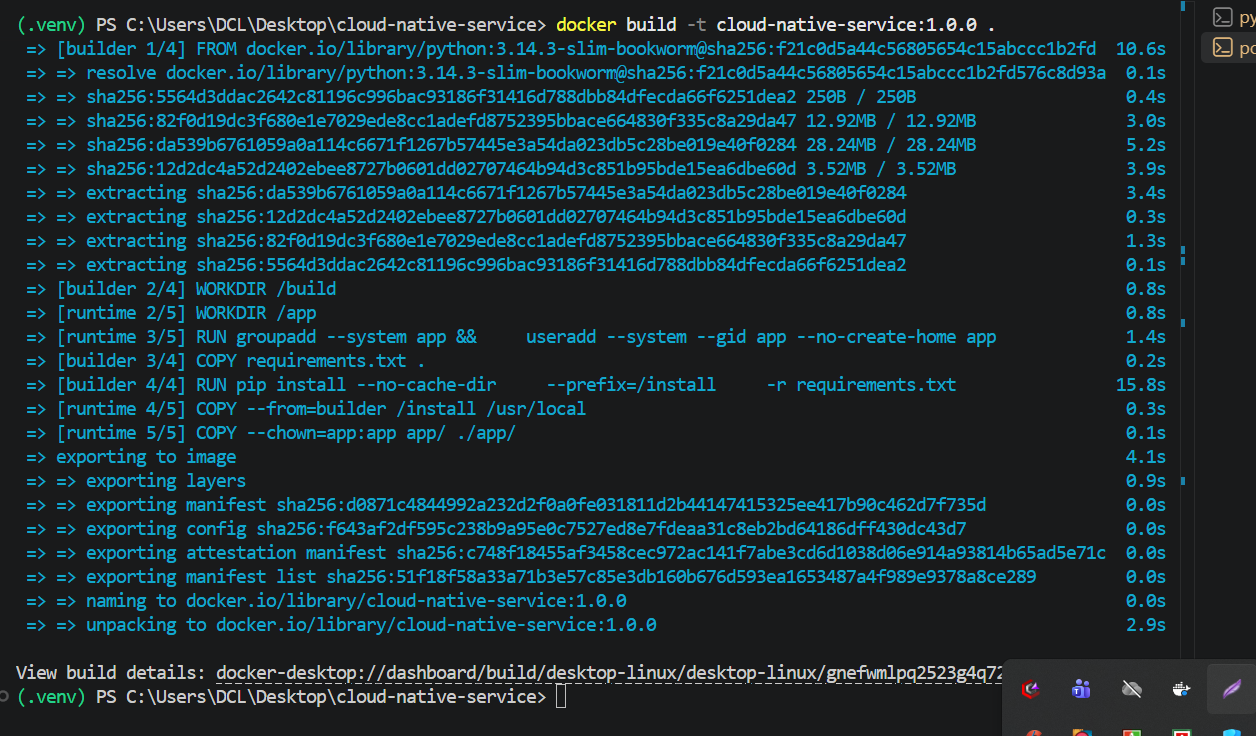 (.venv) PS C:\Users\DCL\Desktop\cloud-native-service> docker build -t cloud-native-service:1.0.0 .
=> [builder 1/4] FROM docker.io/library/python:3.14.3-slim-bookworm@sha256:f21c0d5a44c56805654c15abccc1b2fd 10.6s
=> => resolve docker.io/library/python:3.14.3-slim-bookworm@sha256:f21c0d5a44c56805654c15abccc1b2fd576c8d93a 0.1s
=> => sha256:5564d3ddac2642c81196c996bac93186f31416d788dbb84dfecda66f6251dea2 250B / 250B 0.4s
=> => sha256:82f0d19dc3f680e1e7029ede8cc1adefd8752395bbace664830f335c8a29da47 12.92MB / 12.92MB 3.0s
=> => sha256:da539b6761059a0a114c6671f1267b57445e3a54da023db5c28be019e40f0284 28.24MB / 28.24MB 5.2s
=> => sha256:12d2dc4a52d2402ebee8727b0601dd02707464b94d3c851b95bde15ea6dbe60d 3.52MB / 3.52MB 3.9s
=> => extracting sha256:da539b6761059a0a114c6671f1267b57445e3a54da023db5c28be019e40f0284 3.4s
=> => extracting sha256:12d2dc4a52d2402ebee8727b0601dd02707464b94d3c851b95bde15ea6dbe60d 0.3s
=> => extracting sha256:82f0d19dc3f680e1e7029ede8cc1adefd8752395bbace664830f335c8a29da47 1.3s
=> => extracting sha256:5564d3ddac2642c81196c996bac93186f31416d788dbb84dfecda66f6251dea2 0.1s
=> [builder 2/4] WORKDIR /build 0.8s
=> [runtime 2/5] WORKDIR /app 0.8s
=> [runtime 3/5] RUN groupadd --system app &&     useradd --system --gid app --no-create-home app 1.4s
=> [builder 3/4] COPY requirements.txt . 0.2s
=> [builder 4/4] RUN pip install --no-cache-dir     --prefix=/install     -r requirements.txt 15.8s
=> [runtime 4/5] COPY --from=builder /install /usr/local 0.3s
=> [runtime 5/5] COPY --chown=app:app app/ ./app/ 0.1s
=> exporting to image 4.1s
=> => exporting layers 0.9s
=> => exporting manifest sha256:d0871c4844992a232d2f0a0fe031811d2b44147415325ee417b90c462d7f735d 0.0s
=> => exporting config sha256:f643af2df595c238b9a95e0c7527ed8e7fdeaa31c8eb2bd64186dff430dc43d7 0.0s
=> => exporting attestation manifest sha256:c748f18455af3458cec972ac141f7abe3cd6d1038d06e914a93814b65ad5e71c 0.0s
=> => exporting manifest list sha256:51f18f58a33a71b3e57c85e3db160b676d593ea1653487a4f989e9378a8ce289 0.0s
=> => naming to docker.io/library/cloud-native-service:1.0.0 0.0s
=> => unpacking to docker.io/library/cloud-native-service:1.0.0 2.9s
View build details: docker-desktop://dashboard/build/desktop-linux/desktop-linux/gnefwmlpq2523g4q72
(.venv) PS C:\Users\DCL\Desktop\cloud-native-service>